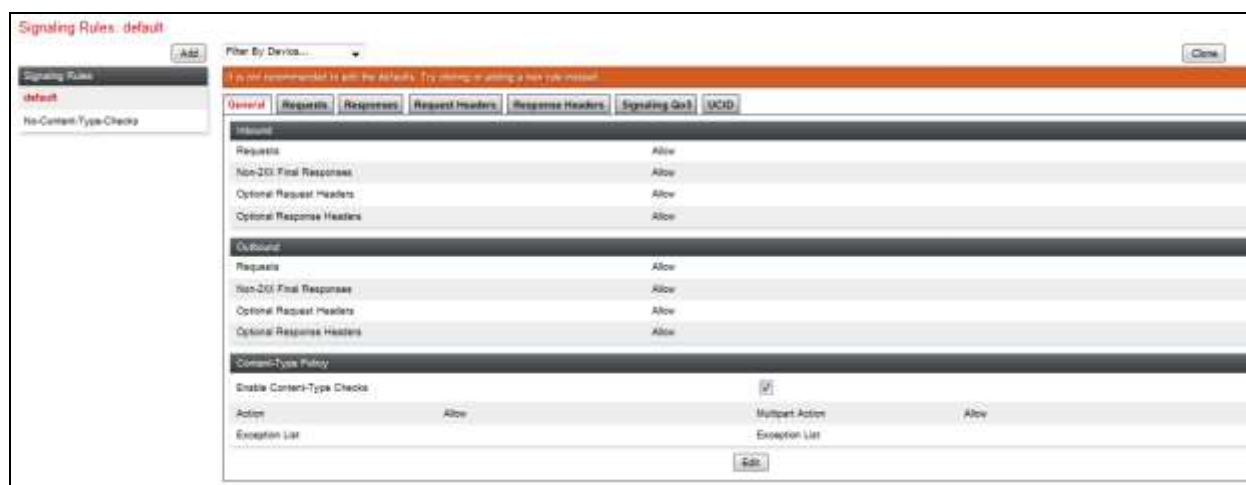 Signaling Rules: default
Add
Filter By Device...
Clone
Signaling Rules
default
No-Content-Type-Checks
It is not recommended to edit the defaults. Try cloning or adding a new rule instead.
General Requests Responses Request Headers Response Headers Signaling QoS UCID
Inbound
Requests Allow
Non-2XX Final Responses Allow
Optional Request Headers Allow
Optional Response Headers Allow
Outbound
Requests Allow
Non-2XX Final Responses Allow
Optional Request Headers Allow
Optional Response Headers Allow
Content-Type Policy
Enable Content-Type Checks
Action Allow Multipart Action Allow
Exception List Exception List
Edit